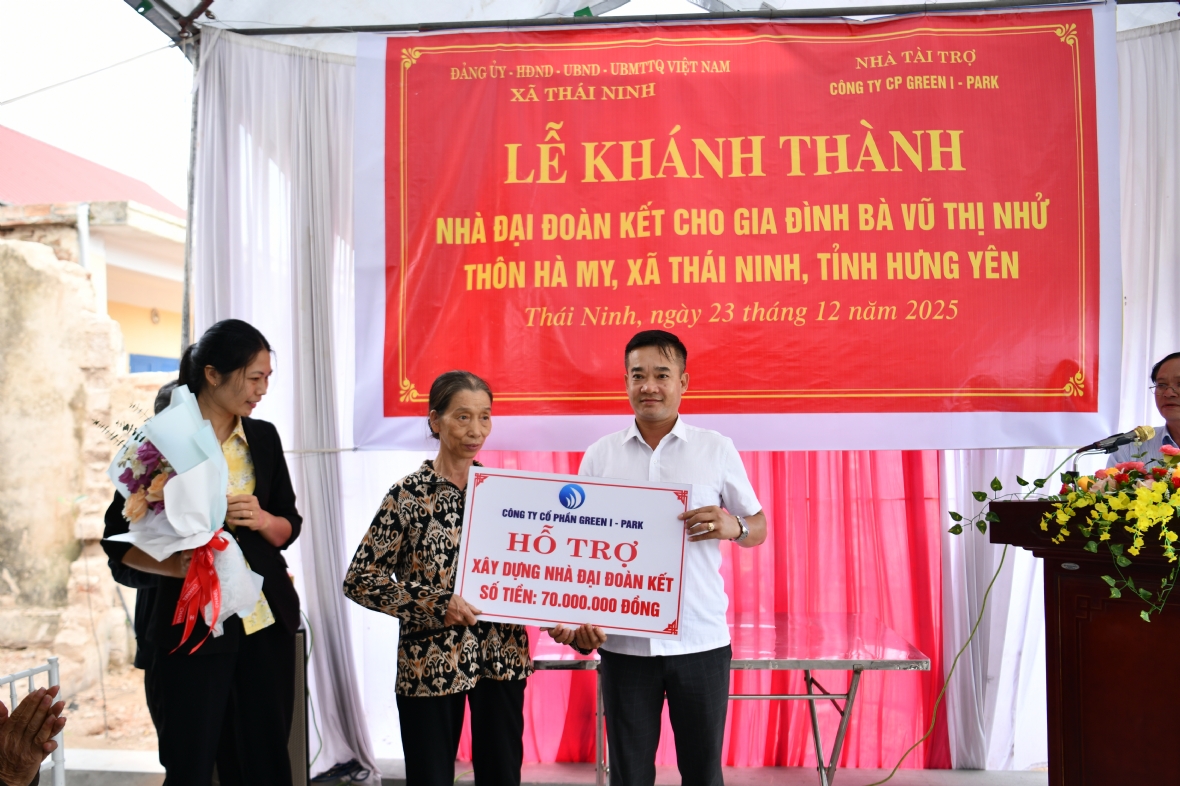 ĐẢNG ỦY - HĐND - UBND - UBMTTQ VIỆT NAM
XÃ THÁI NINH
NHÀ TÀI TRỢ
CÔNG TY CP GREEN I - PARK
LỄ KHÁNH THÀNH
NHÀ ĐẠI ĐOÀN KẾT CHO GIA ĐÌNH BÀ VŨ THỊ NHỬ
THÔN HÀ MY, XÃ THÁI NINH, TỈNH HƯNG YÊN
Thái Ninh, ngày 23 tháng 12 năm 2025
CÔNG TY CỔ PHẦN GREEN I - PARK
HỖ TRỢ
XÂY DỰNG NHÀ ĐẠI ĐOÀN KẾT
SỐ TIỀN: 70.000.000 ĐỒNG